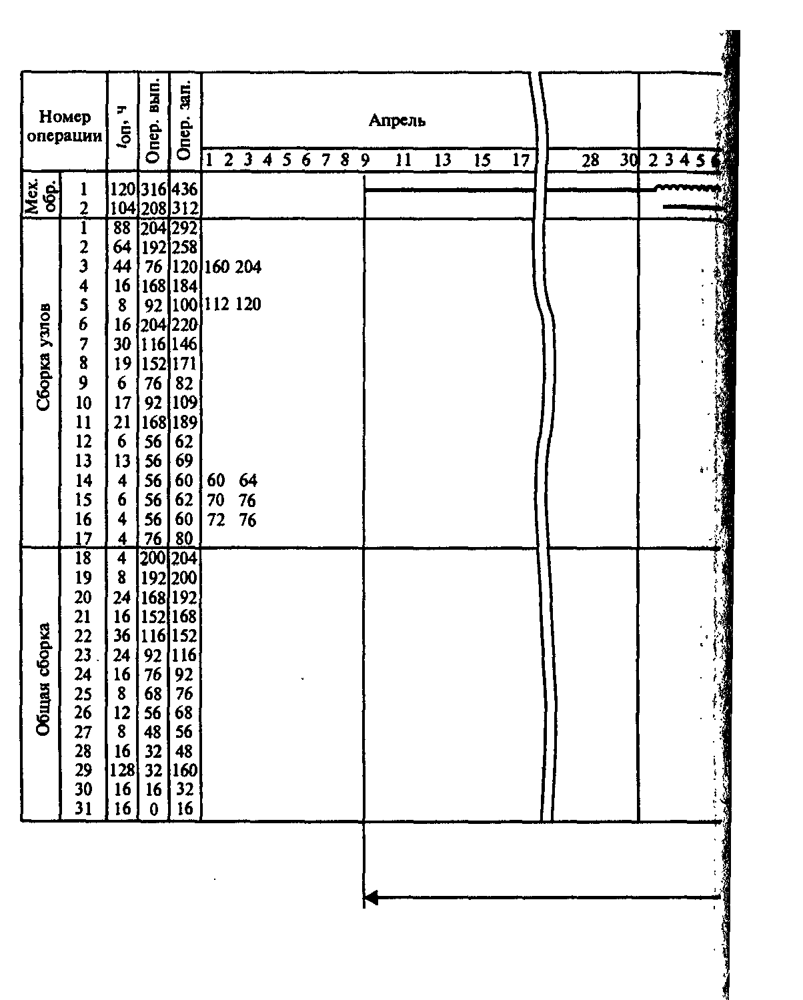 Номер операции tоп, ч Опер. вып. Опер. зап. Апрель
1 2 3 4 5 6 7 8 9 11 13 15 17 28 30 2 3 4 5 6
Мех. обр.
1 120 316 436
2 104 208 312
Сборка узлов
1 88 204 292
2 64 192 258
3 44 76 120 160 204
4 16 168 184
5 8 92 100 112 120
6 16 204 220
7 30 116 146
8 19 152 171
9 6 76 82
10 17 92 109
11 21 168 189
12 6 56 62
13 13 56 69
14 4 56 60 60 64
15 6 56 62 70 76
16 4 56 60 72 76
17 4 76 80
Общая сборка
18 4 200 204
19 8 192 200
20 24 168 192
21 16 152 168
22 36 116 152
23 24 92 116
24 16 76 92
25 8 68 76
26 12 56 68
27 8 48 56
28 16 32 48
29 128 32 160
30 16 16 32
31 16 0 16